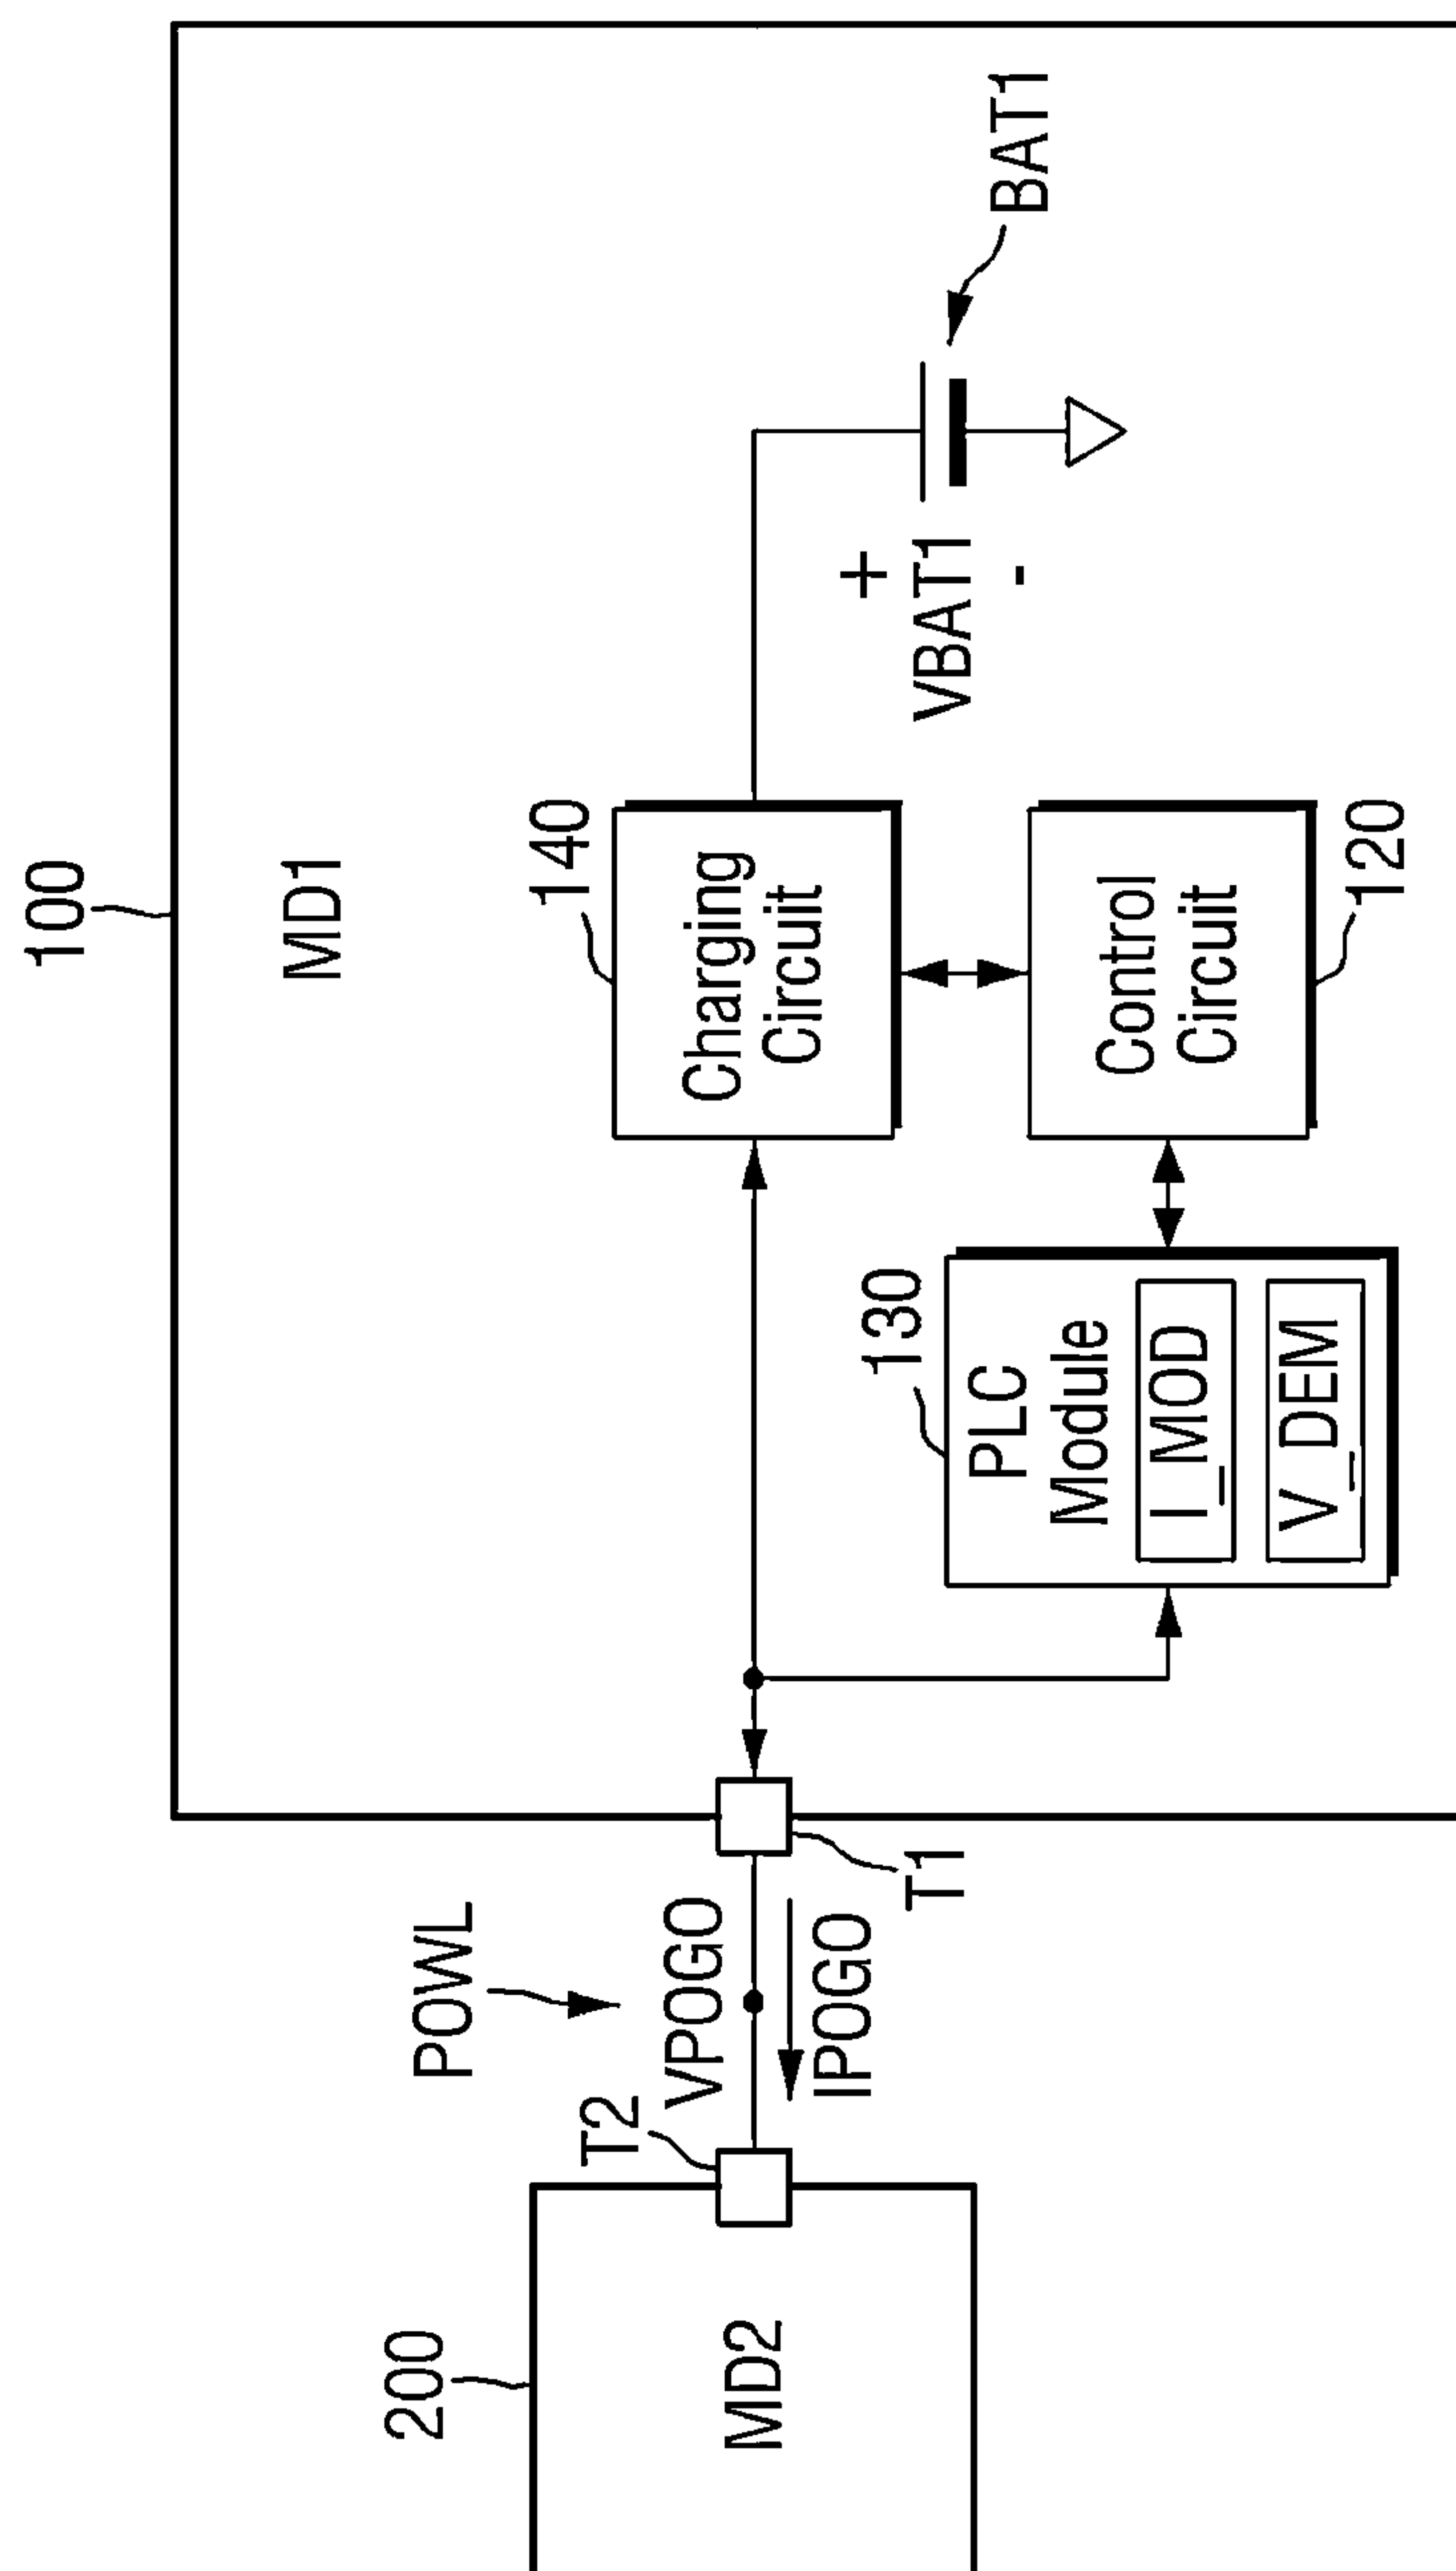 100
MD1
200
MD2
T2
POWL
VPOGO
IPOGO
T1
140
Charging
Circuit
130
PLC
Module
I_MOD
V_DEM
Control
Circuit
120
+
VBAT1
-
BAT1